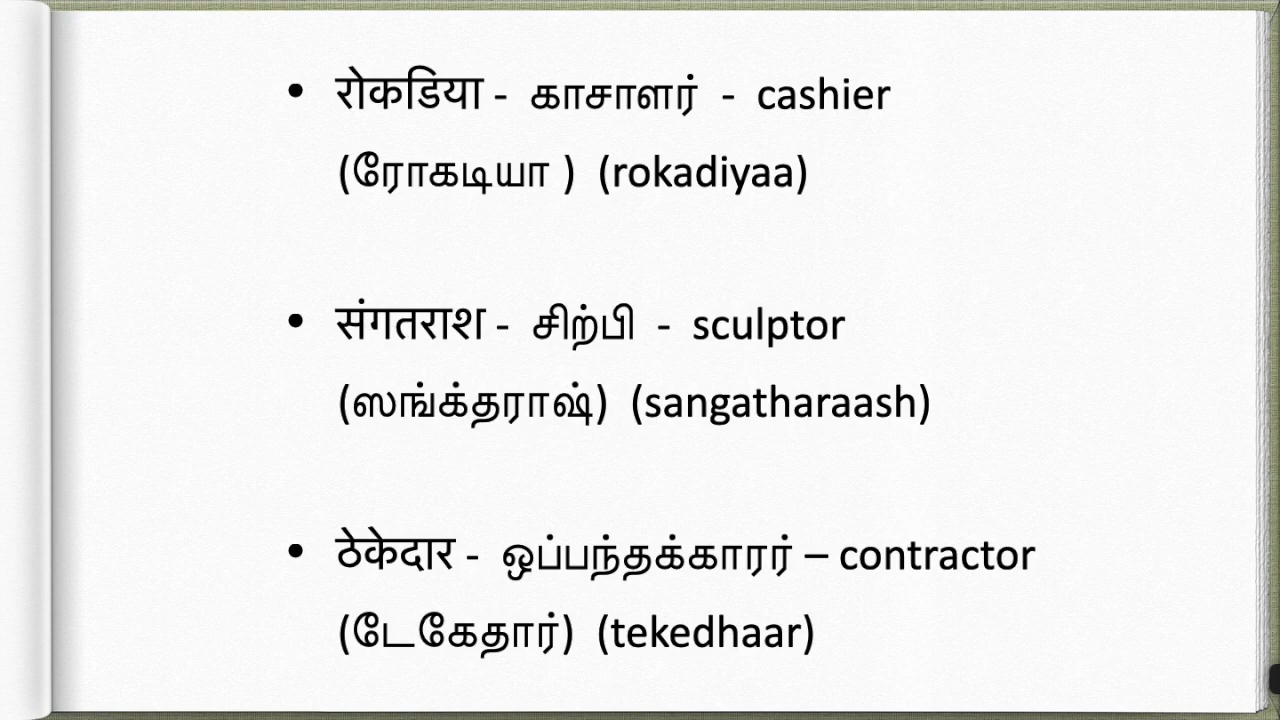 • रोकडिया - காசாளர் - cashier
(ரோகடியா ) (rokadiyaa)
• संगतराश - சிற்பி - sculptor
(ஸங்க்தராஷ்) (sangatharaash)
• ठेकेदार - ஒப்பந்தக்காரர் – contractor
(டேகேதார்) (tekedhaar)